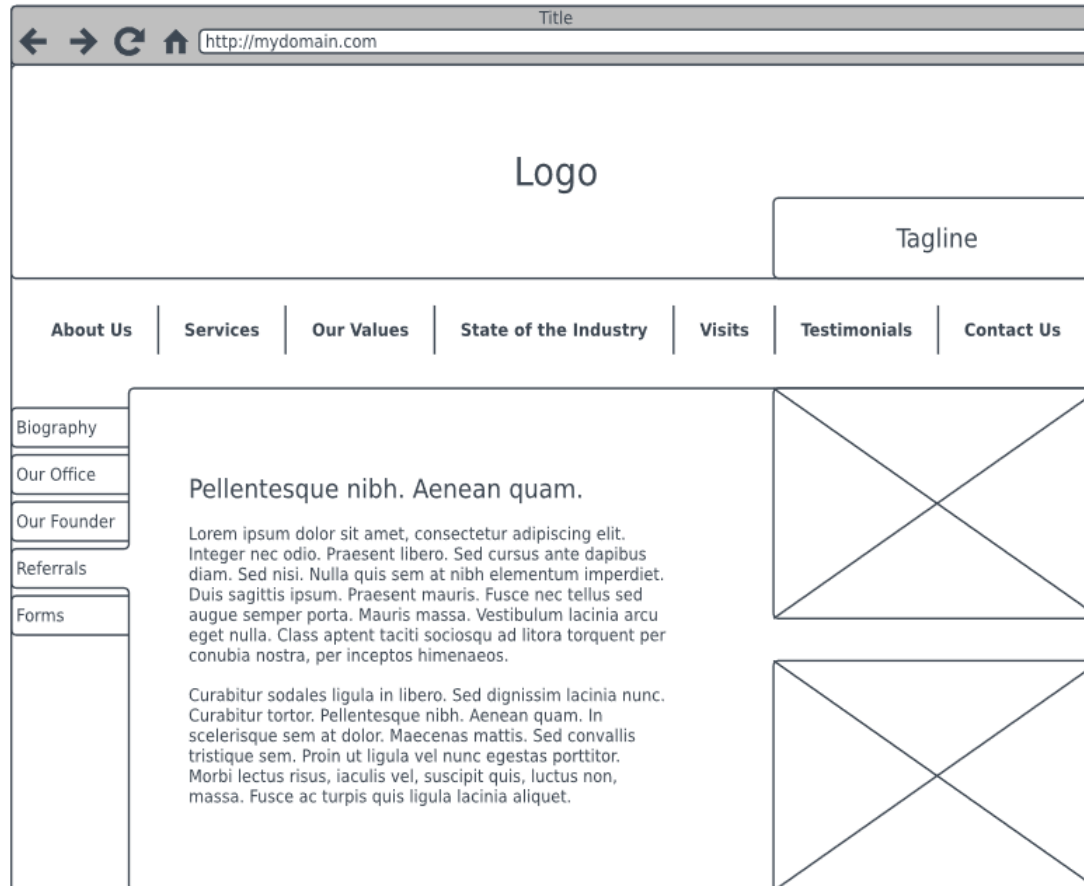 Title
http://mydomain.com
Logo
Tagline
About Us
Services
Our Values
State of the Industry
Visits
Testimonials
Contact Us
Biography
Our Office
Our Founder
Referrals
Forms
Pellentesque nibh. Aenean quam.
Lorem ipsum dolor sit amet, consectetur adipiscing elit.
Integer nec odio. Praesent libero. Sed cursus ante dapibus
diam. Sed nisi. Nulla quis sem at nibh elementum imperdiet.
Duis sagittis ipsum. Praesent mauris. Fusce nec tellus sed
augue semper porta. Mauris massa. Vestibulum lacinia arcu
eget nulla. Class aptent taciti sociosqu ad litora torquent per
conubia nostra, per inceptos himenaeos.
Curabitur sodales ligula in libero. Sed dignissim lacinia nunc.
Curabitur tortor. Pellentesque nibh. Aenean quam. In
scelerisque sem at dolor. Maecenas mattis. Sed convallis
tristique sem. Proin ut ligula vel nunc egestas porttitor.
Morbi lectus risus, iaculis vel, suscipit quis, luctus non,
massa. Fusce ac turpis quis ligula lacinia aliquet.